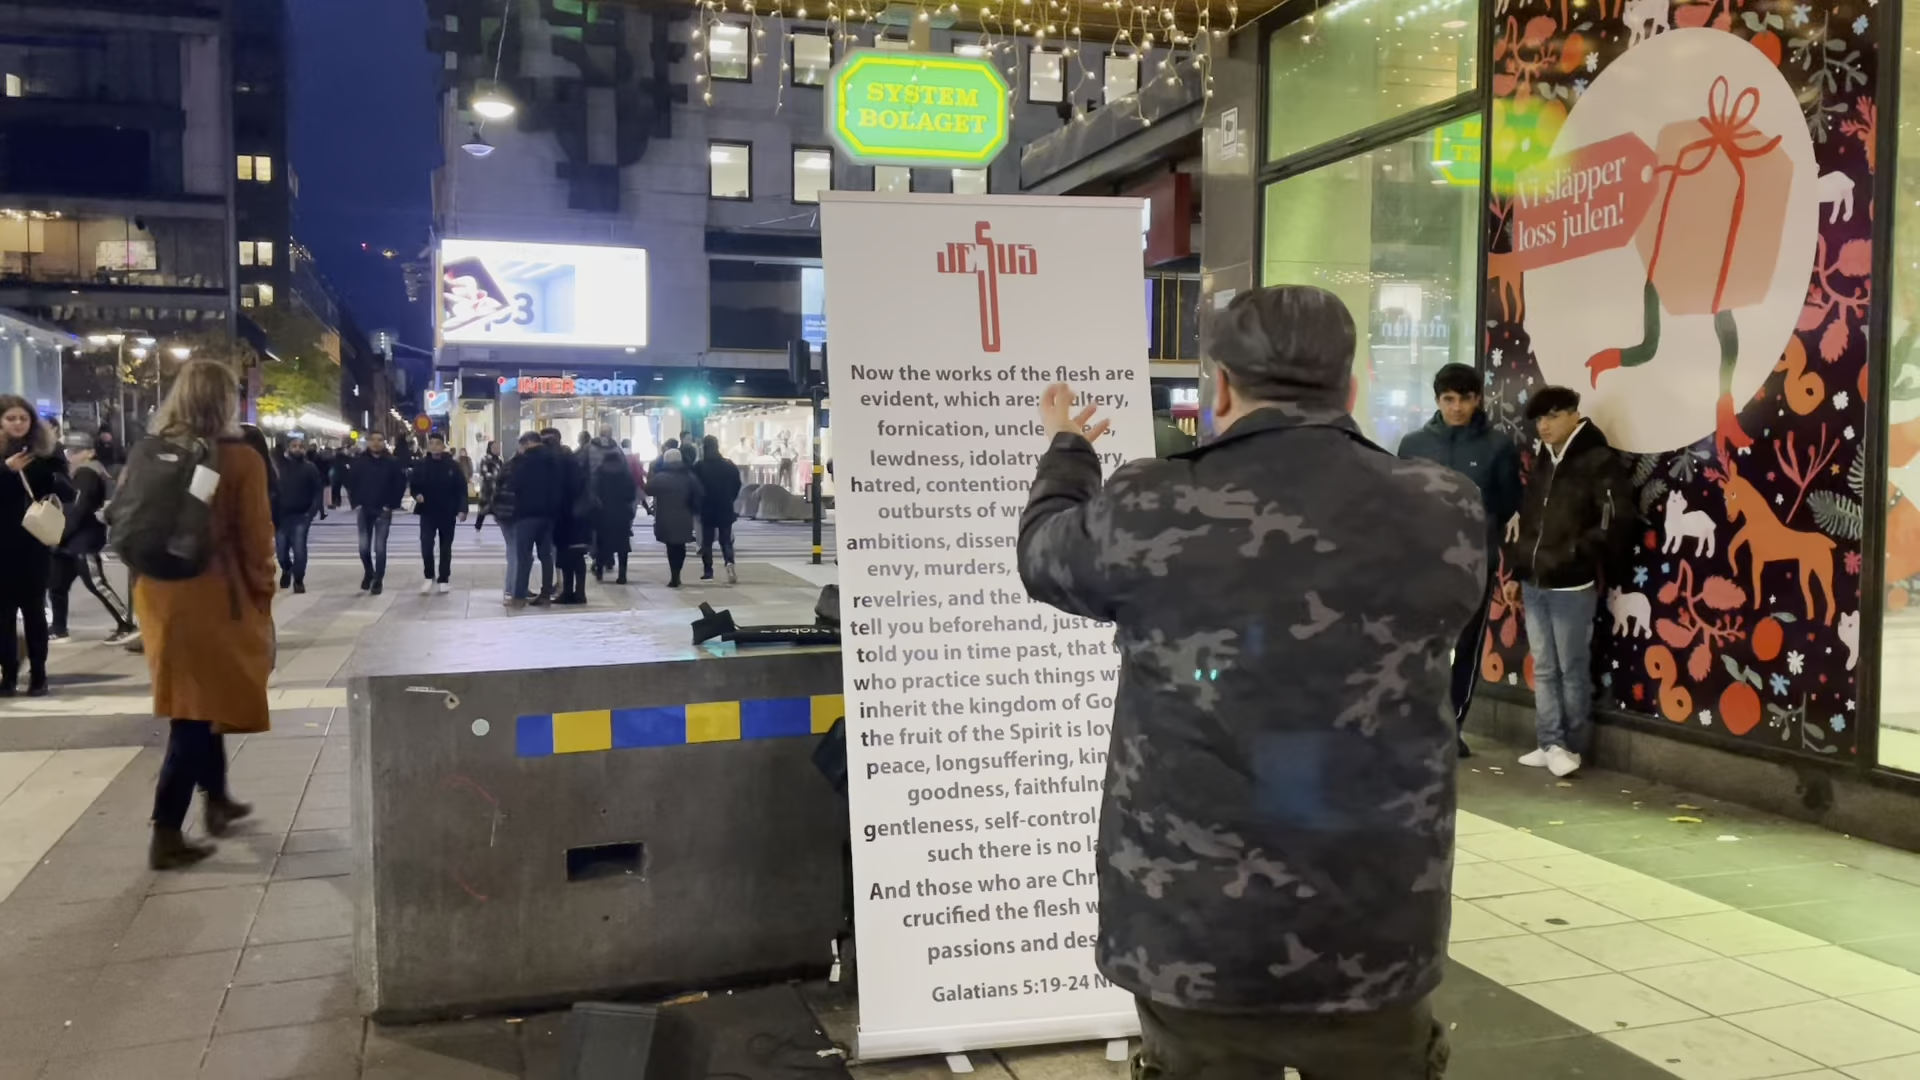 SYSTEM
BOLAGET
Vi släpper
loss julen!
JESUS
Now the works of the flesh are
evident, which are:
fornication,
lewdness, idolatry
hatred,
outbursts of
ambitions,
envy, murders,
revelries, and the
tell you beforehand, just as
told you in time past, that
who practice such things
inherit the kingdom of
the fruit of the Spirit is
peace, longsuffering,
goodness,
gentleness, self-control,
such there is no
And those who are
crucified the flesh
passions and
Galatians 5:19-24
INTERSPORT